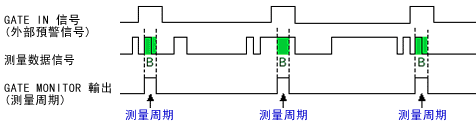 GATE IN 信号
(外部預警信号)
测量数据信号
B
B
B
GATE MONITOR 輸出
(测量周期)
测量周期
测量周期
测量周期